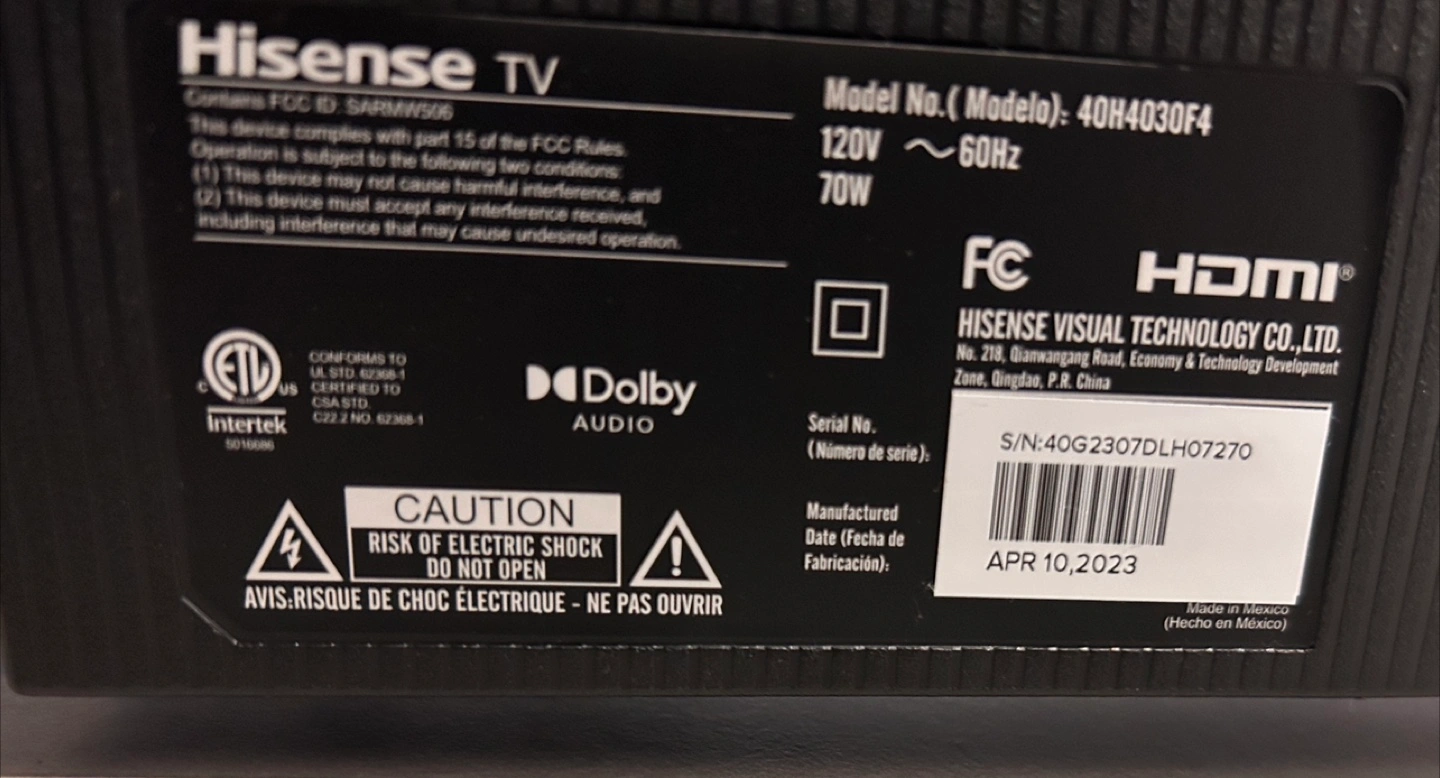 Hisense TV
Contains FCC ID: SARMW506
This device complies with part 15 of the FCC Rules.
Operation is subject to the following two conditions:
(1) This device may not cause harmful interference, and
(2) This device must accept any interference received,
including interference that may cause undesired operation.
Model No.( Modelo): 40H4030F4
120V ～60Hz
70W
FC
HDMI®
HISENSE VISUAL TECHNOLOGY CO.,LTD.
No. 218, Qianwangang Road, Economy & Technology Development
Zone, Qingdao, P.R. China
C ETL US
Intertek
5016686
CONFORMS TO
UL STD. 62368-1
CERTIFIED TO
CSA STD.
C22.2 NO. 62368-1
Dolby
AUDIO
Serial No.
(Número de serie):
S/N:40G2307DLH07270
Manufactured
Date (Fecha de
Fabricación):
APR 10,2023
CAUTION
RISK OF ELECTRIC SHOCK
DO NOT OPEN
AVIS:RISQUE DE CHOC ÉLECTRIQUE - NE PAS OUVRIR
Made in Mexico
(Hecho en México)